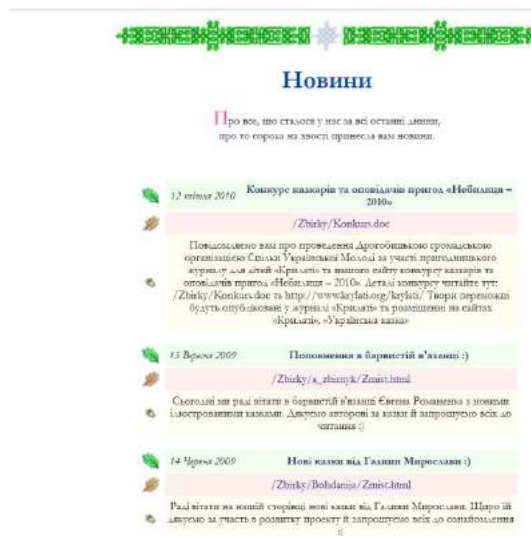 Новини
Про все, що сталося у нас за всі останні днини,
про то сорока на хвості принесла вам новини.
12 квітня 2010 Конкурс казкарів та оповідачів пригод «Небилиця –
2010»
/Zbirky/Konkurs.doc
Повідомляємо вам про проведення Дрогобицькою громадською
організацією Спілки Української Молоді за участі пригодницького
журналу для дітей «Крилаті» та нашого сайту конкурсу казкарів та
оповідачів пригод «Небилиця – 2010». Деталі конкурсу читайте тут:
/Zbirky/Konkurs.doc та http://www.krylati.org/krylati/ Твори переможці
будуть опубліковані у журналі «Крилаті» та розміщенні на сайтах
«Крилаті», «Українська казка»
15 Вересня 2009 Поповнення в барвистій в'язанці :)
/Zbirky/a_zbirnyk/Zmist.html
Сьогодні ми раді вітати в барвистій в'язанці Євгена Романенка з новими
ілюстрованими казками. Дякуємо авторові за казки й запрошуємо всіх до
читання :)
14 Червня 2009 Нові казки від Галини Мирослави :)
/Zbirky/Bohdanija/Zmist.html
Раді вітати на нашій сторінці нові казки від Галини Мирослави. Щиро їй
дякуємо за участь в розвитку проекту й запрошуємо всіх до ознайомлення
:)